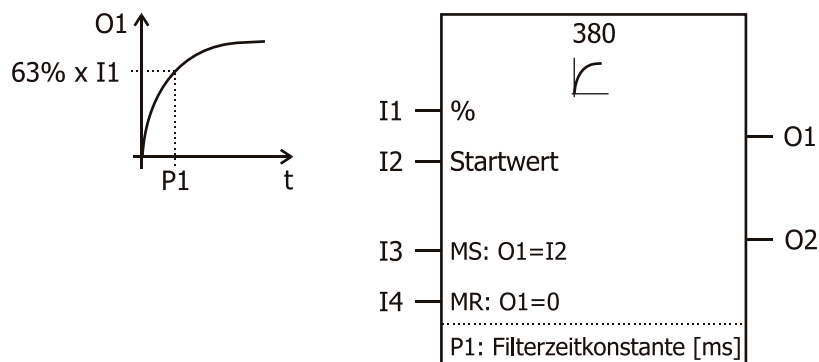 O1
63% x I1
P1
t
380
I1
%
I2
Startwert
I3
MS: O1=I2
I4
MR: O1=0
O1
O2
P1: Filterzeitkonstante [ms]